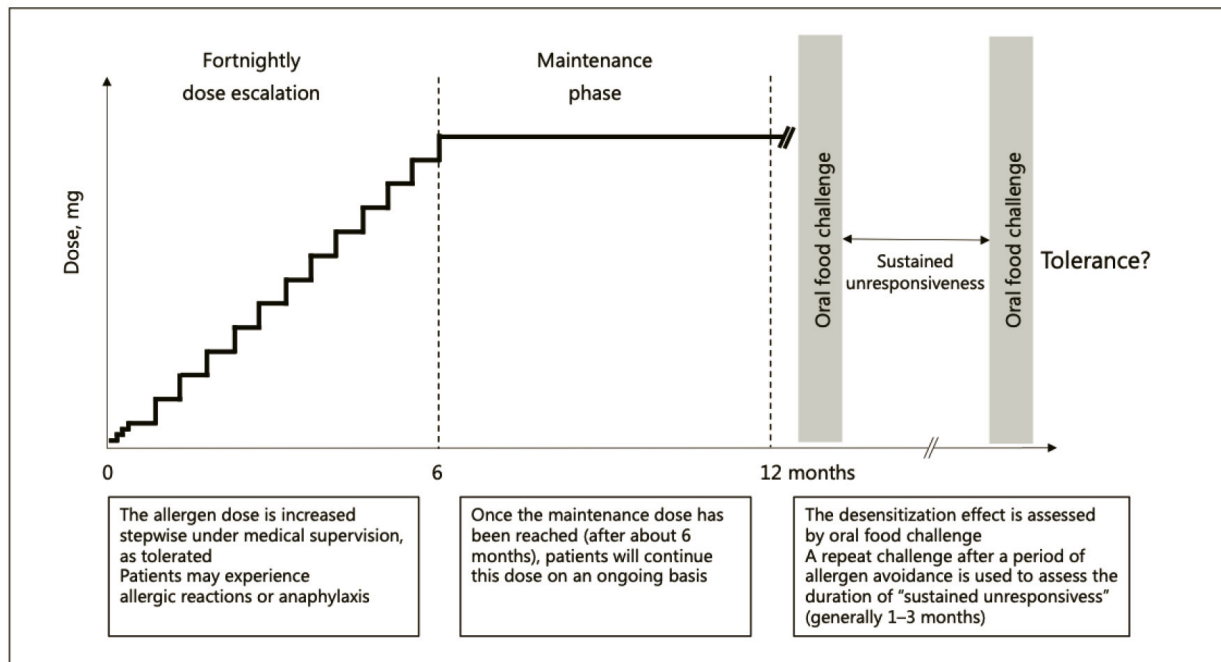 Fortnightly
dose escalation
Maintenance
phase
Dose, mg
Oral food challenge
Sustained
unresponsiveness
Oral food challenge
Tolerance?
0
6
12 months
The allergen dose is increased
stepwise under medical supervision,
as tolerated
Patients may experience
allergic reactions or anaphylaxis
Once the maintenance dose has
been reached (after about 6
months), patients will continue
this dose on an ongoing basis
The desensitization effect is assessed
by oral food challenge
A repeat challenge after a period of
allergen avoidance is used to assess the
duration of “sustained unresponsivess”
(generally 1–3 months)